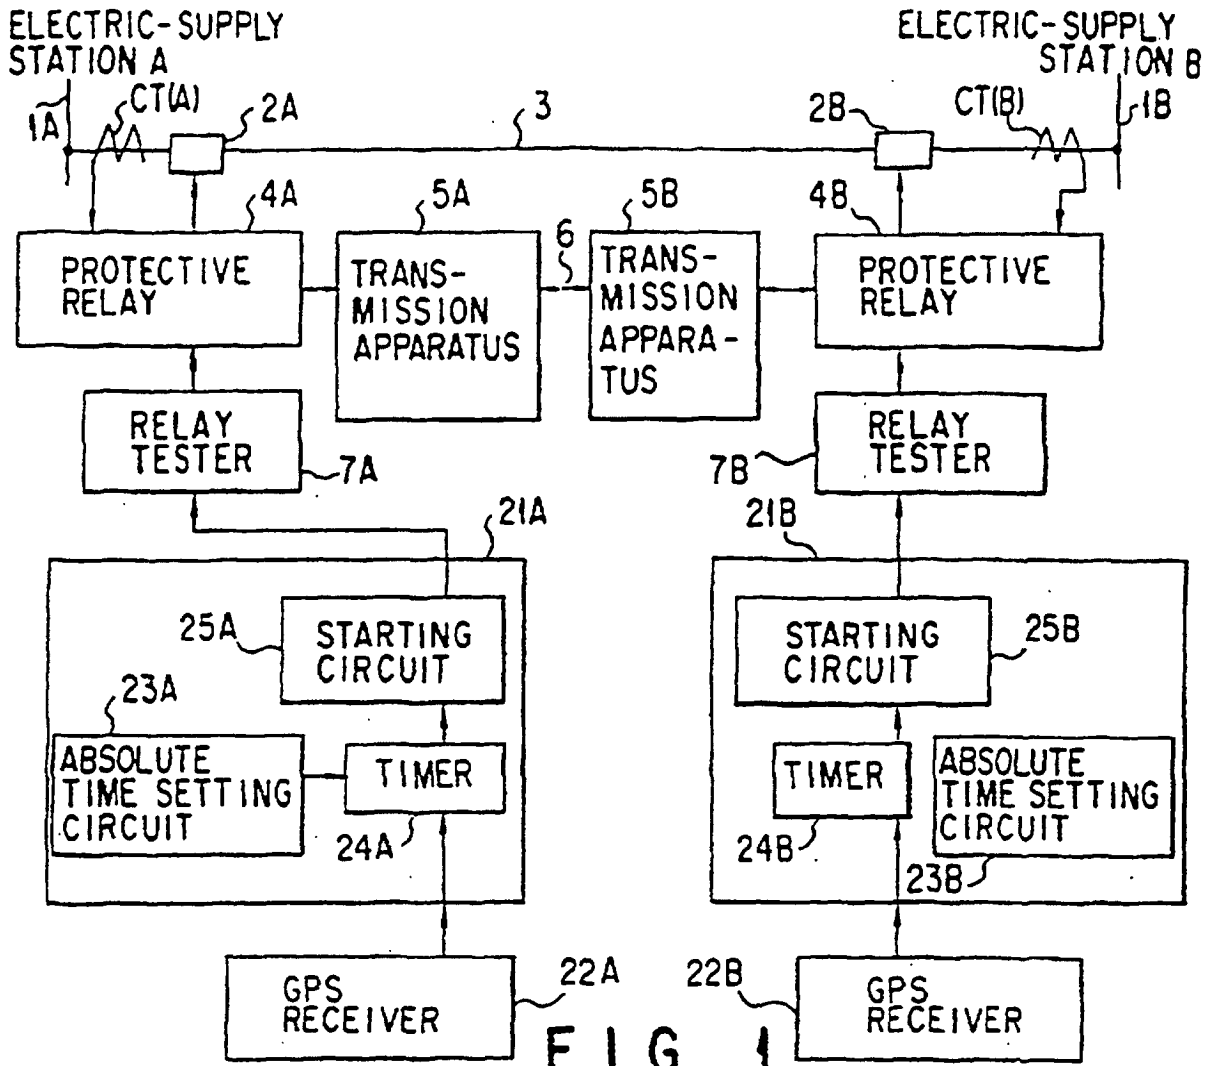 ELECTRIC-SUPPLY
STATION A
ELECTRIC-SUPPLY
STATION B
1A
CT(A)
2A
3
2B
CT(B)
1B
4A
5A
6
5B
4B
PROTECTIVE
RELAY
TRANS-
MISSION
APPARATUS
TRANS-
MISSION
APPARA-
TUS
PROTECTIVE
RELAY
RELAY
TESTER
7A
7B
RELAY
TESTER
21A
21B
25A
STARTING
CIRCUIT
STARTING
CIRCUIT
25B
23A
ABSOLUTE
TIME SETTING
CIRCUIT
TIMER
24A
TIMER
24B
ABSOLUTE
TIME SETTING
CIRCUIT
23B
GPS
RECEIVER
22A
22B
GPS
RECEIVER
FIG 1